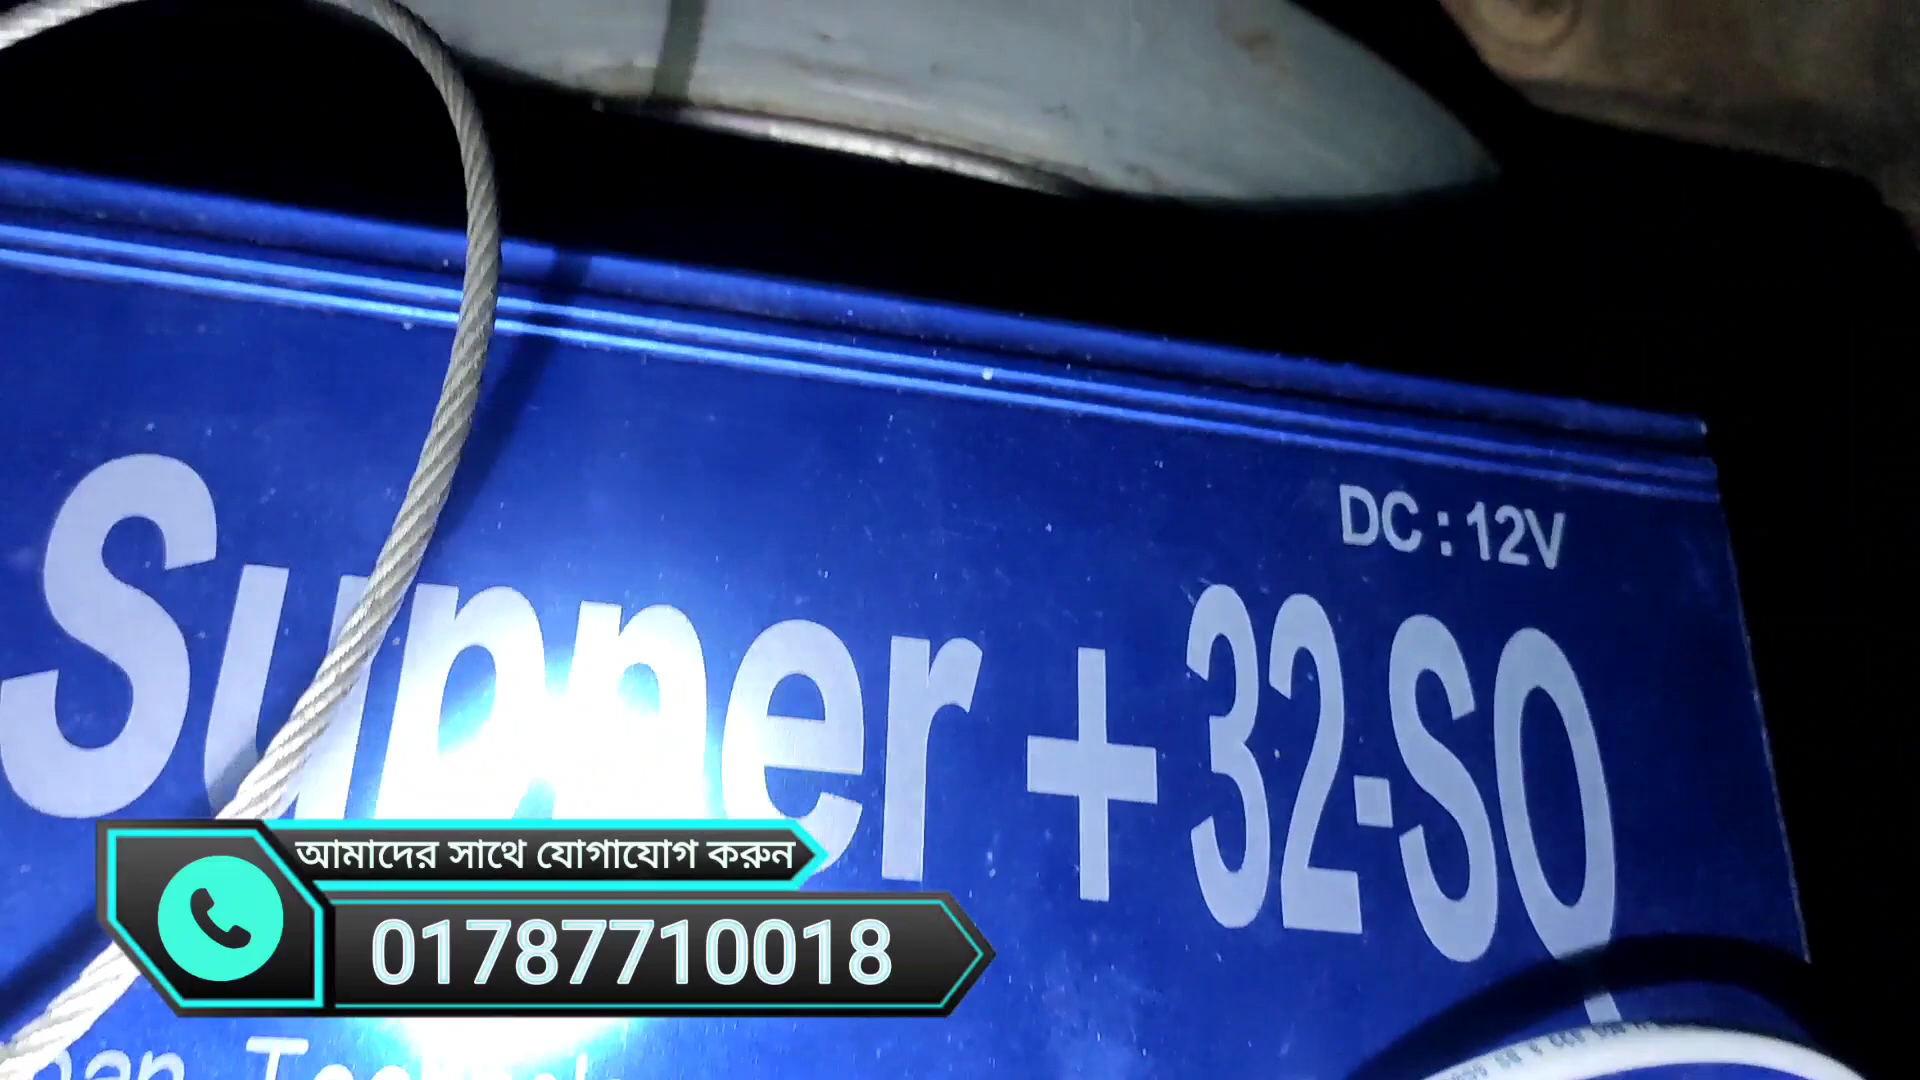 DC : 12V
Supper + 32-SO
আমাদের সাথে যোগাযোগ করুন
01787710018